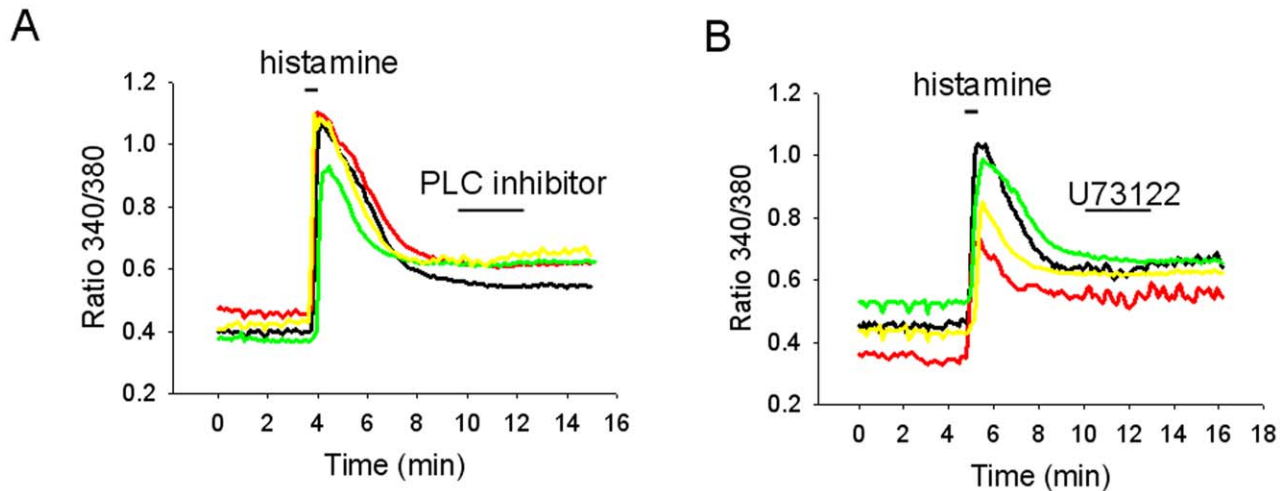 A
histamine
1.2
1.0
0.8
0.6
0.4
0.2
Ratio 340/380
PLC inhibitor
0 2 4 6 8 10 12 14 16
Time (min)
B
histamine
1.2
1.0
0.8
0.6
0.4
0.2
Ratio 340/380
U73122
0 2 4 6 8 10 12 14 16 18
Time (min)